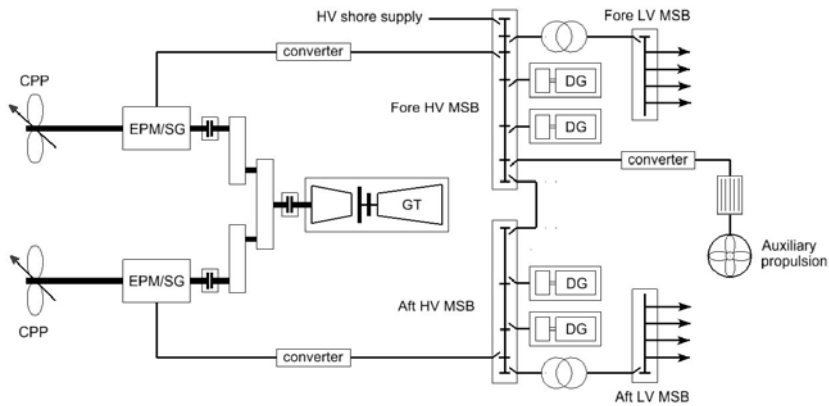 HV shore supply
Fore LV MSB
converter
CPP
DG
EPM/SG
Fore HV MSB
DG
converter
GT
Auxiliary
propulsion
EPM/SG
DG
CPP
Aft HV MSB
DG
converter
Aft LV MSB